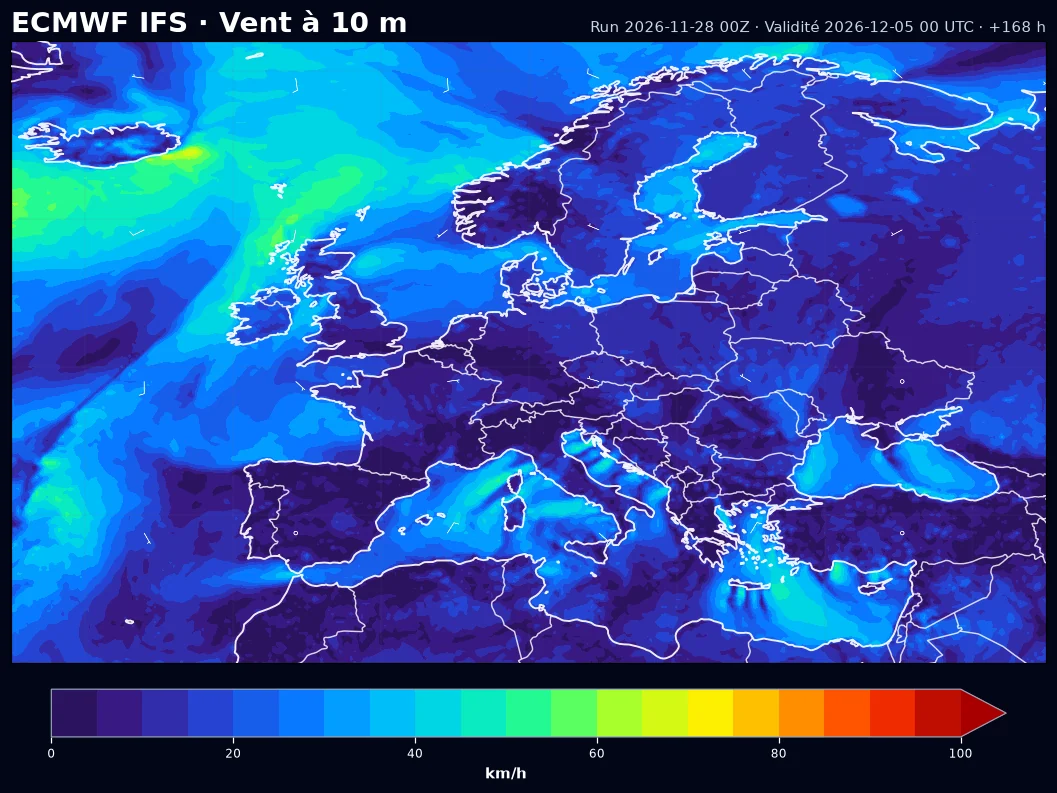 ECMWF IFS · Vent à 10 m
Run 2026-11-28 00Z · Validité 2026-12-05 00 UTC · +168 h
0 20 40 60 80 100
km/h